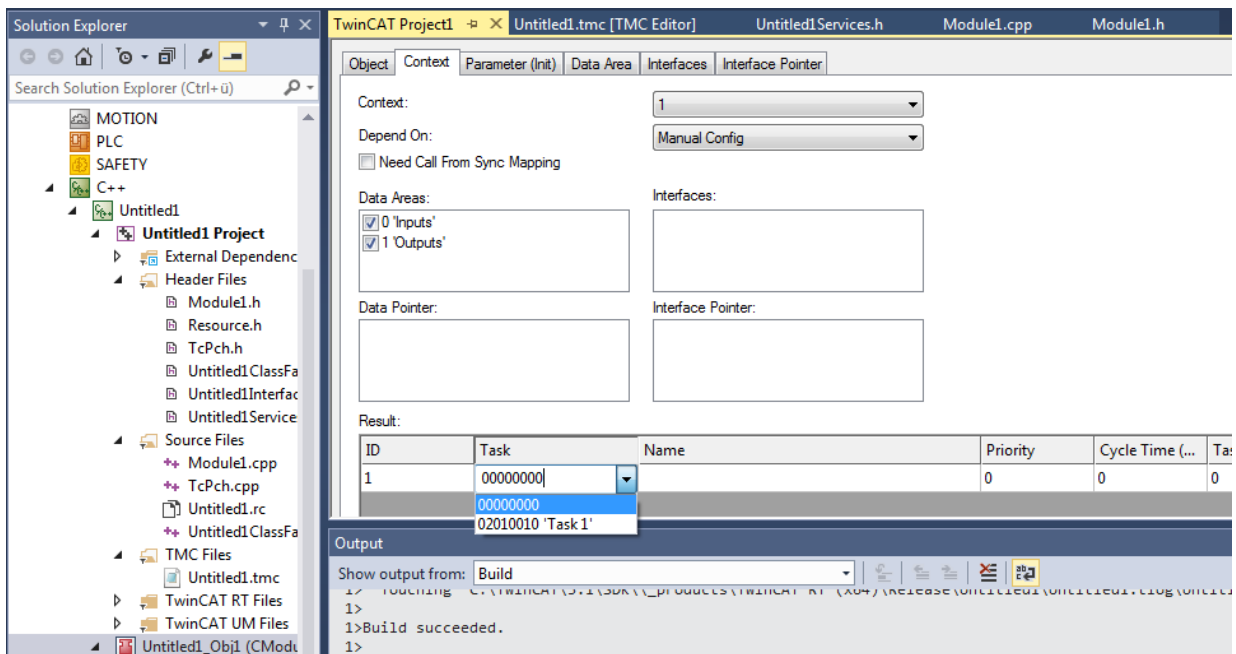 Solution Explorer
Search Solution Explorer (Ctrl+ü)
MOTION
PLC
SAFETY
C++
Untitled1
Untitled1 Project
External Dependenc
Header Files
Module1.h
Resource.h
TcPch.h
Untitled1ClassFa
Untitled1Interfac
Untitled1Service
Source Files
Module1.cpp
TcPch.cpp
Untitled1.rc
Untitled1ClassFa
TMC Files
Untitled1.tmc
TwinCAT RT Files
TwinCAT UM Files
Untitled1_Obj1 (CModu
TwinCAT Project1 Untitled1.tmc [TMC Editor] Untitled1Services.h Module1.cpp Module1.h
Object Context Parameter (Init) Data Area Interfaces Interface Pointer
Context: 1
Depend On: Manual Config
Need Call From Sync Mapping
Data Areas: Interfaces:
0 'Inputs'
1 'Outputs'
Data Pointer: Interface Pointer:
Result:
ID Task Name Priority Cycle Time (... Tas
1 00000000 0 0 0
00000000
02010010 'Task 1'
Output
Show output from: Build
1>
1>Build succeeded.
1>